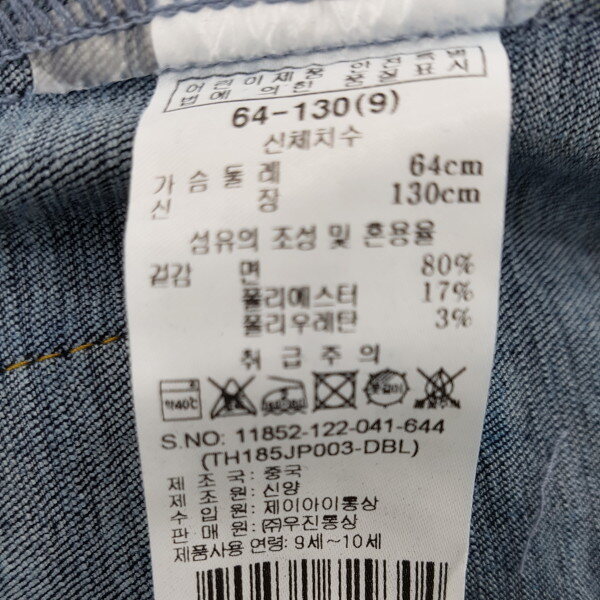 어린이제품 안전특별
법에 의한 품질표시
64-130(9)
신체치수
가슴둘레 64cm
신 장 130cm
섬유의 조성 및 혼용율
겉감 면 80%
폴리에스터 17%
폴리우레탄 3%
취급주의
약40℃
S.NO: 11852-122-041-644
(TH185JP003-DBL)
제 조 국: 중국
제 조 원: 신양
수 입 원: 제이아이통상
판 매 원: ㈜우진통상
제품사용 연령: 9세~10세